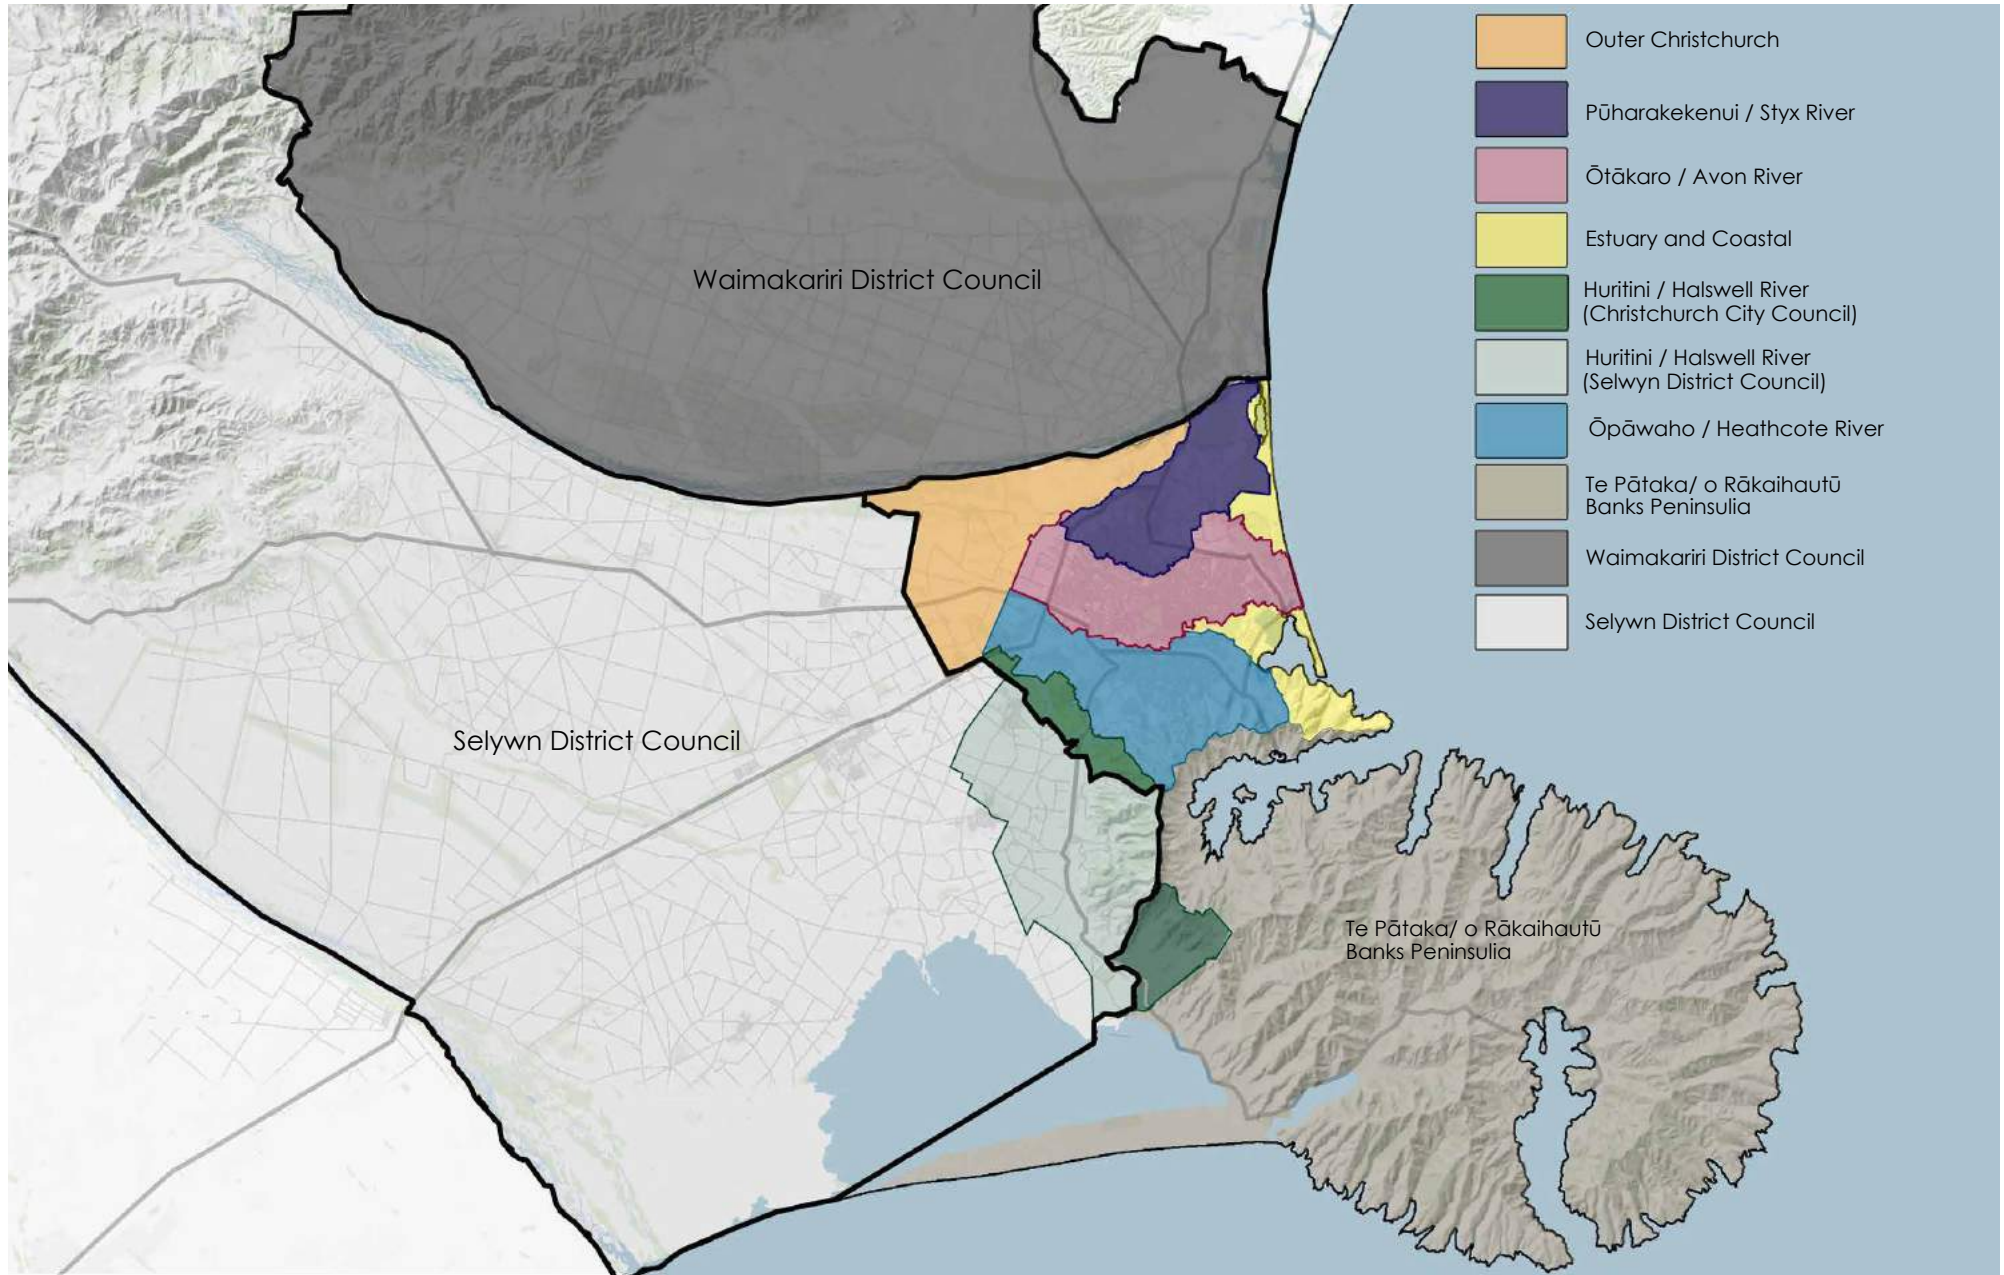 Outer Christchurch
Pūharakekenui / Styx River
Ōtākaro / Avon River
Estuary and Coastal
Huritini / Halswell River
(Christchurch City Council)
Huritini / Halswell River
(Selwyn District Council)
Ōpāwaho / Heathcote River
Te Pātaka/ o Rākaihautū
Banks Peninsulia
Waimakariri District Council
Selywn District Council
Waimakariri District Council
Selywn District Council
Te Pātaka/ o Rākaihautū
Banks Peninsulia